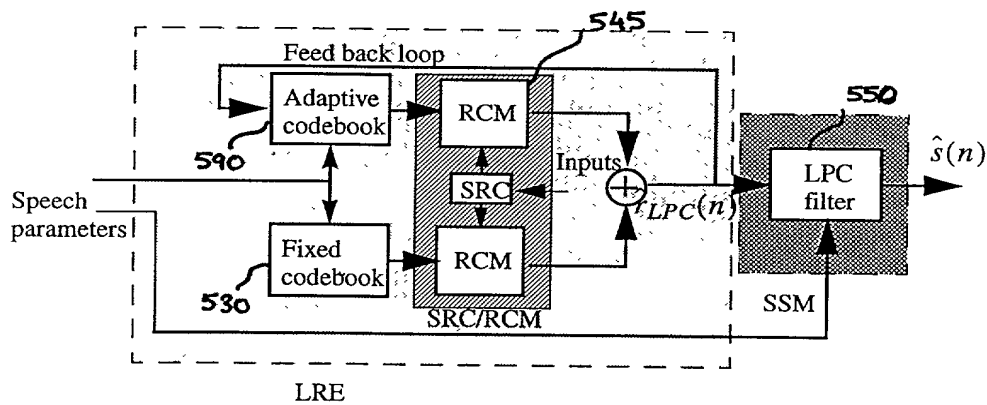 545
Feed back loop
550
Adaptive
codebook
RCM
590
Inputs
LPC
filter
ŝ(n)
SRC
+
r_LPC(n)
Speech
parameters
Fixed
codebook
RCM
530
SRC/RCM
SSM
LRE